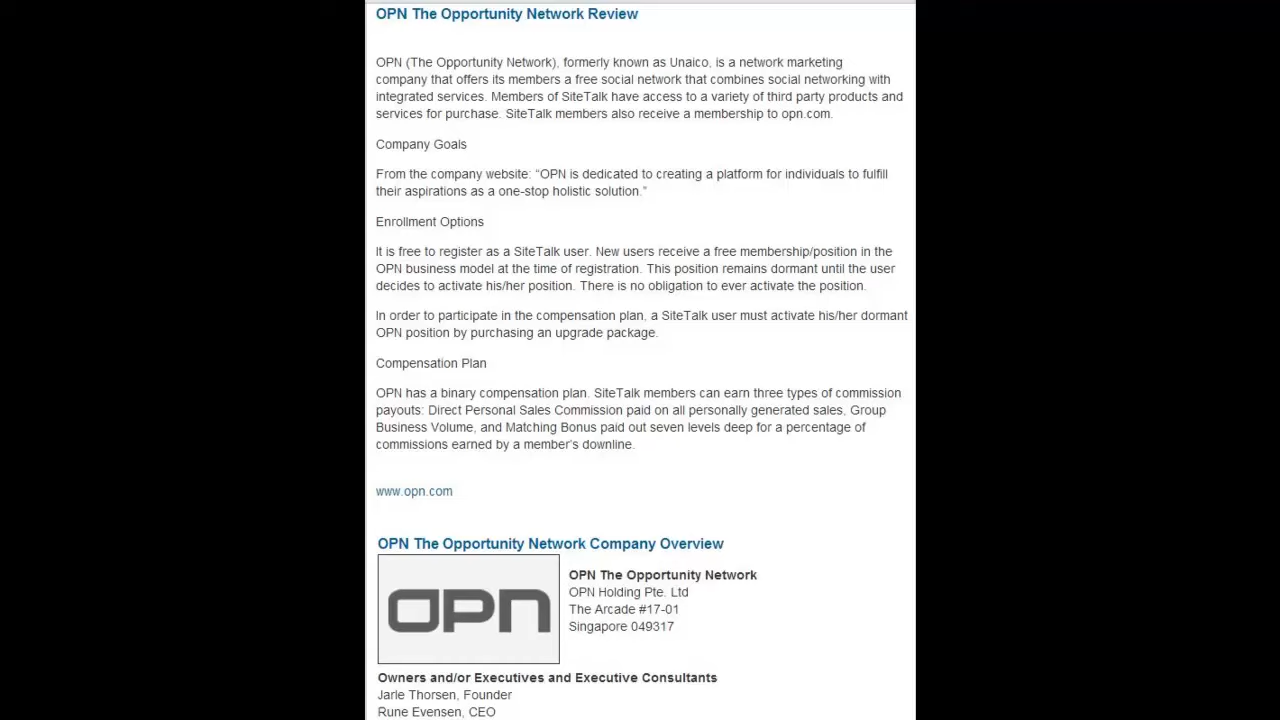 OPN The Opportunity Network Review
OPN (The Opportunity Network), formerly known as Unaico, is a network marketing
company that offers its members a free social network that combines social networking with
integrated services. Members of SiteTalk have access to a variety of third party products and
services for purchase. SiteTalk members also receive a membership to opn.com.
Company Goals
From the company website: “OPN is dedicated to creating a platform for individuals to fulfill
their aspirations as a one-stop holistic solution.”
Enrollment Options
It is free to register as a SiteTalk user. New users receive a free membership/position in the
OPN business model at the time of registration. This position remains dormant until the user
decides to activate his/her position. There is no obligation to ever activate the position.
In order to participate in the compensation plan, a SiteTalk user must activate his/her dormant
OPN position by purchasing an upgrade package.
Compensation Plan
OPN has a binary compensation plan. SiteTalk members can earn three types of commission
payouts: Direct Personal Sales Commission paid on all personally generated sales, Group
Business Volume, and Matching Bonus paid out seven levels deep for a percentage of
commissions earned by a member’s downline.
www.opn.com
OPN The Opportunity Network Company Overview
OPN
OPN The Opportunity Network
OPN Holding Pte. Ltd
The Arcade #17-01
Singapore 049317
Owners and/or Executives and Executive Consultants
Jarle Thorsen, Founder
Rune Evensen, CEO